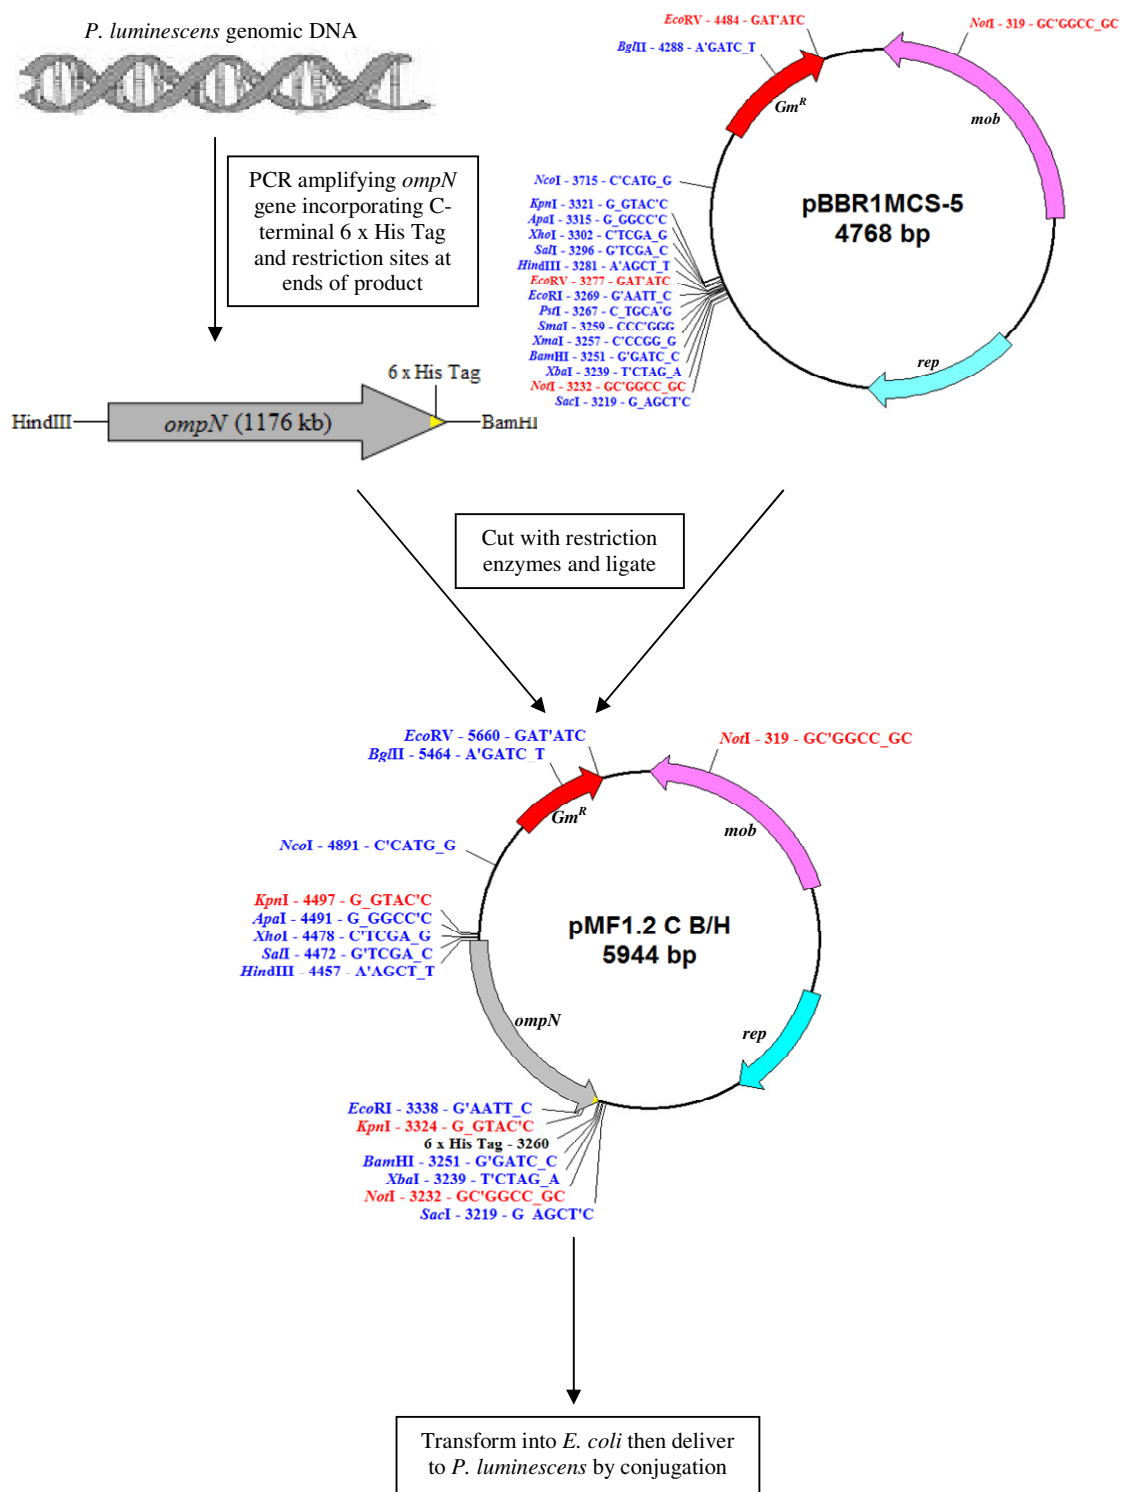 P. luminescens genomic DNA
PCR amplifying ompN
gene incorporating C-
terminal 6 x His Tag
and restriction sites at
ends of product
6 x His Tag
HindIII
ompN (1176 kb)
BamHI
EcoRV - 4484 - GAT'ATC
NotI - 319 - GC'GGCC_GC
BglII - 4288 - A'GATC_T
Gm^R
mob
NcoI - 3715 - C'CATG_G
KpnI - 3321 - G_GTAC'C
ApaI - 3315 - G_GGCC'C
XhoI - 3302 - C'TCGA_G
SalI - 3296 - G'TCGA_C
HindIII - 3281 - A'AGCT_T
EcoRV - 3277 - GAT'ATC
EcoRI - 3269 - G'AATT_C
PstI - 3267 - C_TGCA'G
SmaI - 3259 - CCC'GGG
XmaI - 3257 - C'CCGG_G
BamHI - 3251 - G'GATC_C
XbaI - 3239 - T'CTAG_A
NotI - 3232 - GC'GGCC_GC
SacI - 3219 - G_AGCT'C
pBBR1MCS-5
4768 bp
rep
Cut with restriction
enzymes and ligate
EcoRV - 5660 - GAT'ATC
BglII - 5464 - A'GATC_T
NotI - 319 - GC'GGCC_GC
Gm^R
mob
NcoI - 4891 - C'CATG_G
KpnI - 4497 - G_GTAC'C
ApaI - 4491 - G_GGCC'C
XhoI - 4478 - C'TCGA_G
SalI - 4472 - G'TCGA_C
HindIII - 4457 - A'AGCT_T
pMF1.2 C B/H
5944 bp
ompN
rep
EcoRI - 3338 - G'AATT_C
KpnI - 3324 - G_GTAC'C
6 x His Tag - 3260
BamHI - 3251 - G'GATC_C
XbaI - 3239 - T'CTAG_A
NotI - 3232 - GC'GGCC_GC
SacI - 3219 - G_AGCT'C
Transform into E. coli then deliver
to P. luminescens by conjugation